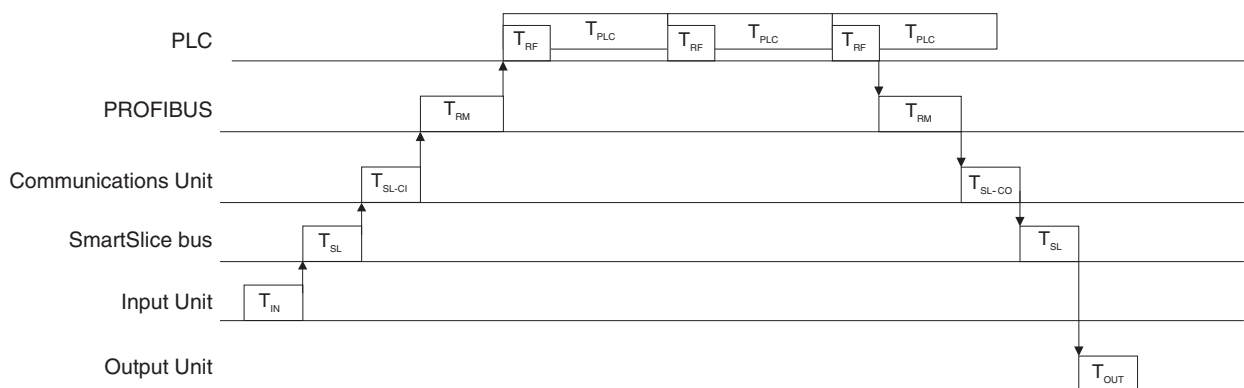 PLC
T_RF T_PLC T_RF T_PLC T_RF T_PLC
PROFIBUS
T_RM T_RM
Communications Unit
T_SL-CI T_SL-CO
SmartSlice bus
T_SL T_SL
Input Unit
T_IN
Output Unit
T_OUT